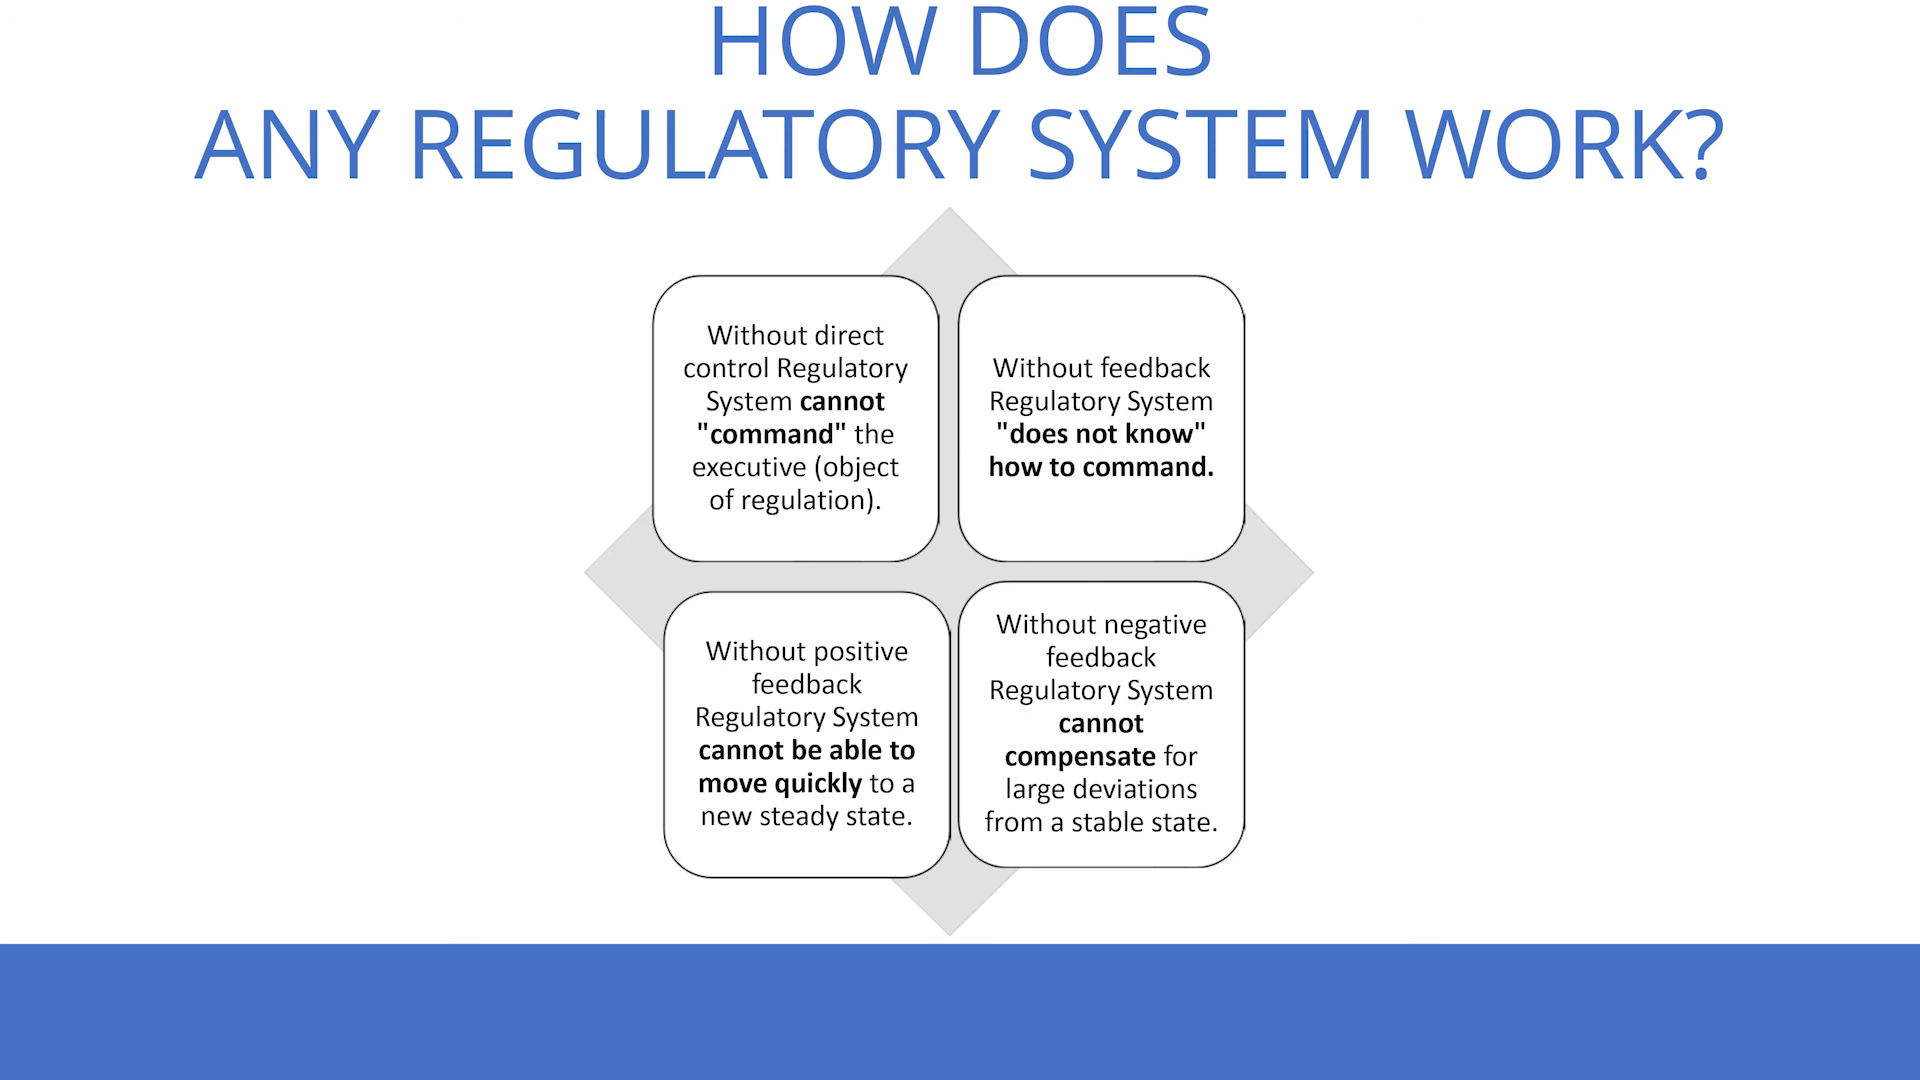 HOW DOES
ANY REGULATORY SYSTEM WORK?
Without direct
control Regulatory
System cannot
"command" the
executive (object
of regulation).
Without feedback
Regulatory System
"does not know"
how to command.
Without positive
feedback
Regulatory System
cannot be able to
move quickly to a
new steady state.
Without negative
feedback
Regulatory System
cannot
compensate for
large deviations
from a stable state.